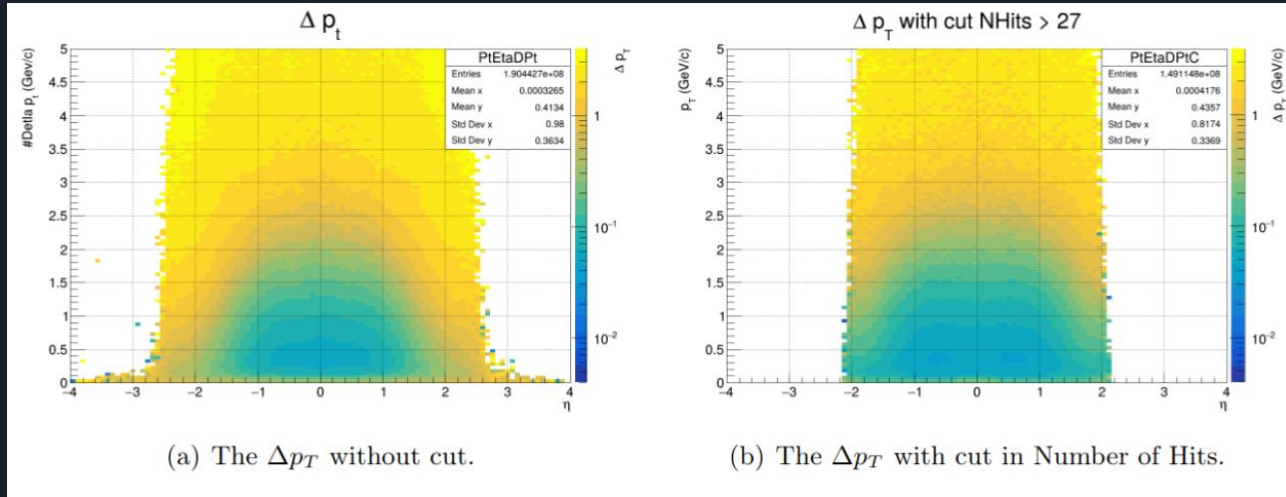 Δ p_t
#Detla p_t (Gev/c)
5
4.5
4
3.5
3
2.5
2
1.5
1
0.5
0
−4 −3 −2 −1 0 1 2 3 4
η
PtEtaDPt
Entries 1.904427e+08
Mean x 0.0003265
Mean y 0.4134
Std Dev x 0.98
Std Dev y 0.3634
Δ p_T
1
10^−1
10^−2
(a) The Δp_T without cut.
Δ p_T with cut NHits > 27
p_T (GeV/c)
5
4.5
4
3.5
3
2.5
2
1.5
1
0.5
0
−4 −3 −2 −1 0 1 2 3 4
η
PtEtaDPtC
Entries 1.491148e+08
Mean x 0.0004176
Mean y 0.4357
Std Dev x 0.8174
Std Dev y 0.3369
Δ p_T (GeV/c)
1
10^−1
10^−2
(b) The Δp_T with cut in Number of Hits.